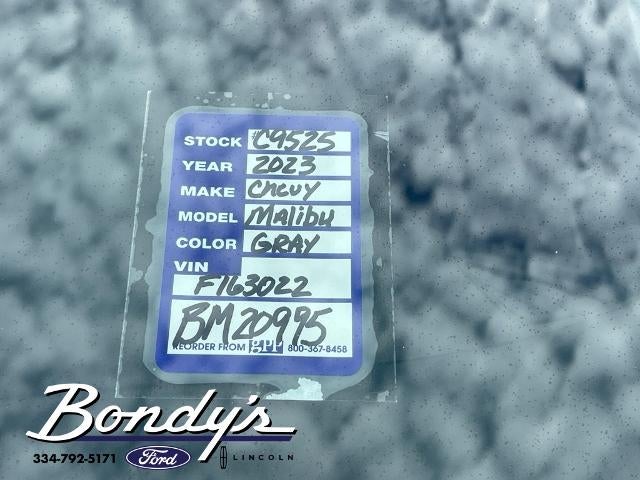 STOCK C9525
YEAR 2023
MAKE Chevy
MODEL Malibu
COLOR GRAY
VIN
F163022
BM20995
REORDER FROM 800-367-8458
Bondy's
334-792-5171 Ford LINCOLN